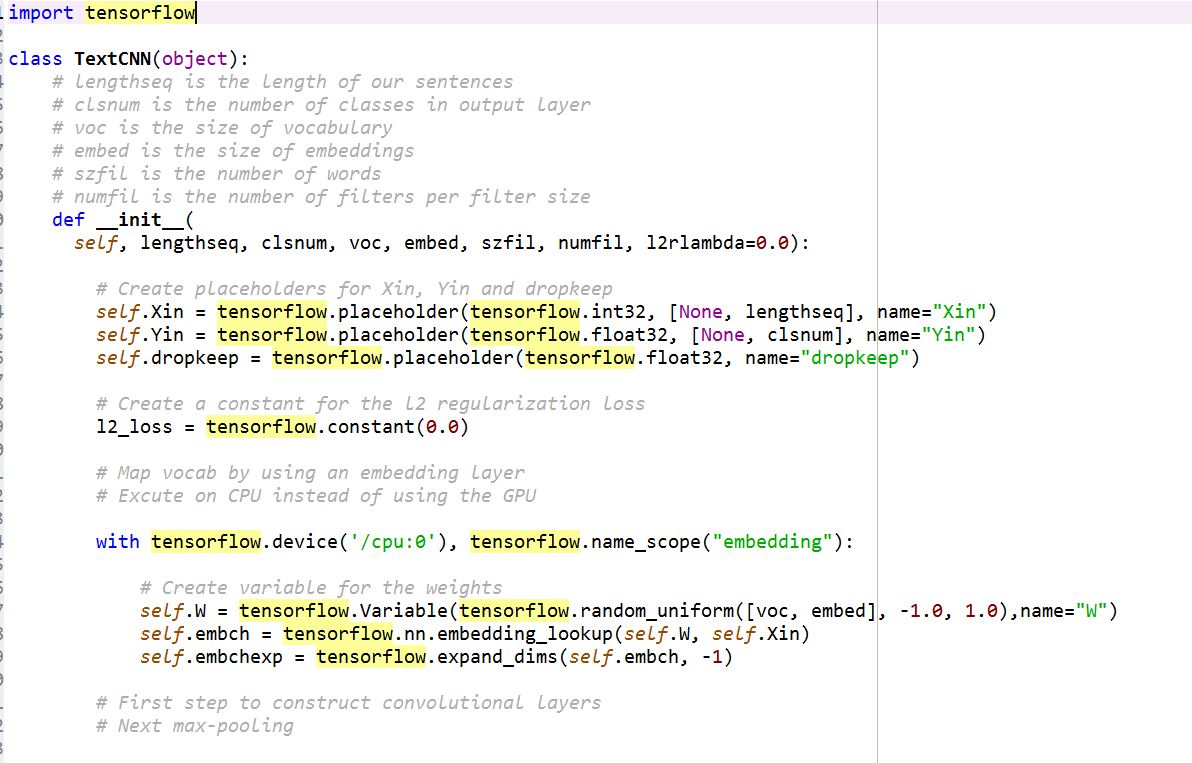 import tensorflow
class TextCNN(object):
# lengthseq is the length of our sentences
# clsnum is the number of classes in output layer
# voc is the size of vocabulary
# embed is the size of embeddings
# szfil is the number of words
# numfil is the number of filters per filter size
def __init__(
self, lengthseq, clsnum, voc, embed, szfil, numfil, l2rlambda=0.0):
# Create placeholders for Xin, Yin and dropkeep
self.Xin = tensorflow.placeholder(tensorflow.int32, [None, lengthseq], name="Xin")
self.Yin = tensorflow.placeholder(tensorflow.float32, [None, clsnum], name="Yin")
self.dropkeep = tensorflow.placeholder(tensorflow.float32, name="dropkeep")
# Create a constant for the l2 regularization loss
l2_loss = tensorflow.constant(0.0)
# Map vocab by using an embedding layer
# Excute on CPU instead of using the GPU
with tensorflow.device('/cpu:0'), tensorflow.name_scope("embedding"):
# Create variable for the weights
self.W = tensorflow.Variable(tensorflow.random_uniform([voc, embed], -1.0, 1.0),name="W")
self.embch = tensorflow.nn.embedding_lookup(self.W, self.Xin)
self.embchexp = tensorflow.expand_dims(self.embch, -1)
# First step to construct convolutional layers
# Next max-pooling